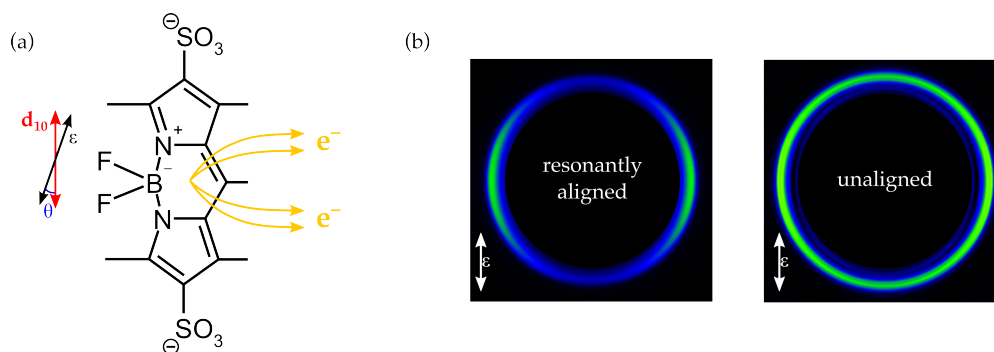 (a)
⊖
SO₃
d₁₀
ε
θ
N
+
F
B
−
F
N
e⁻
e⁻
SO₃
⊖
(b)
resonantly
aligned
ε
unaligned
ε